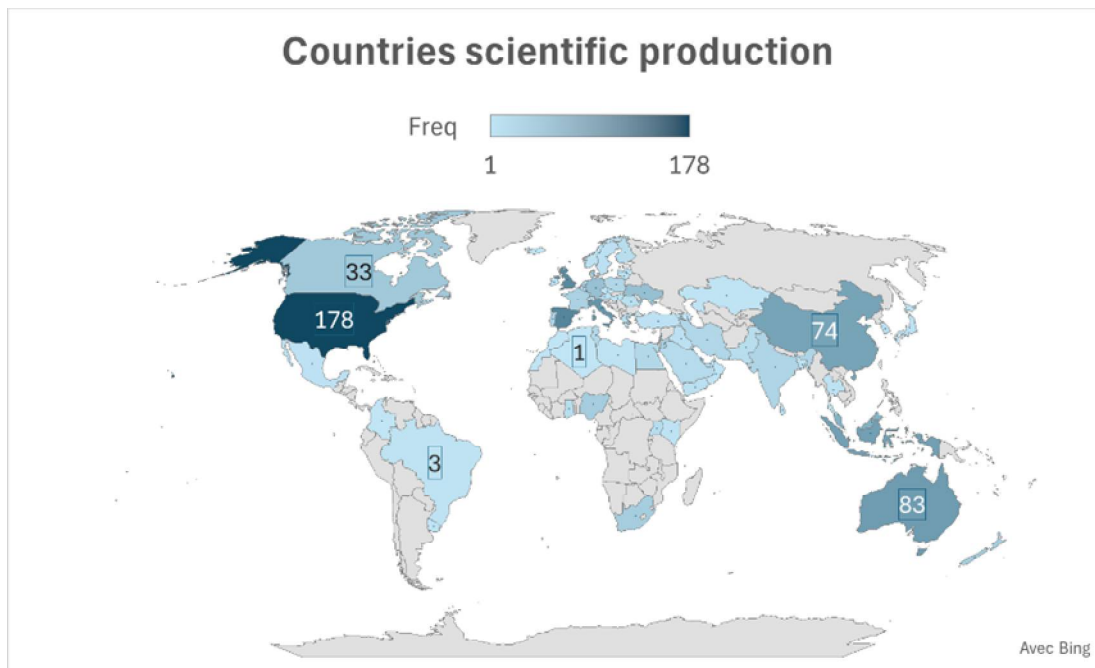 Countries scientific production
Freq
1 178
33
178
1
74
3
83
Avec Bing